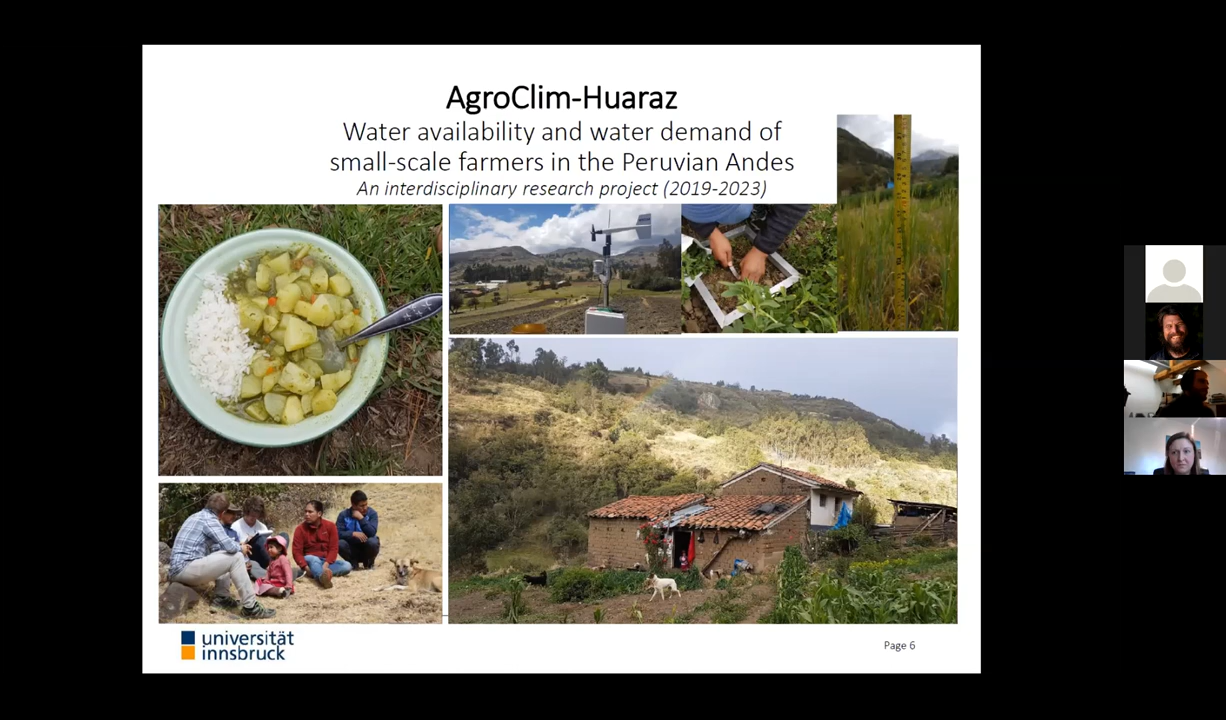 AgroClim-Huaraz
Water availability and water demand of
small-scale farmers in the Peruvian Andes
An interdisciplinary research project (2019-2023)
universität
innsbruck
Page 6